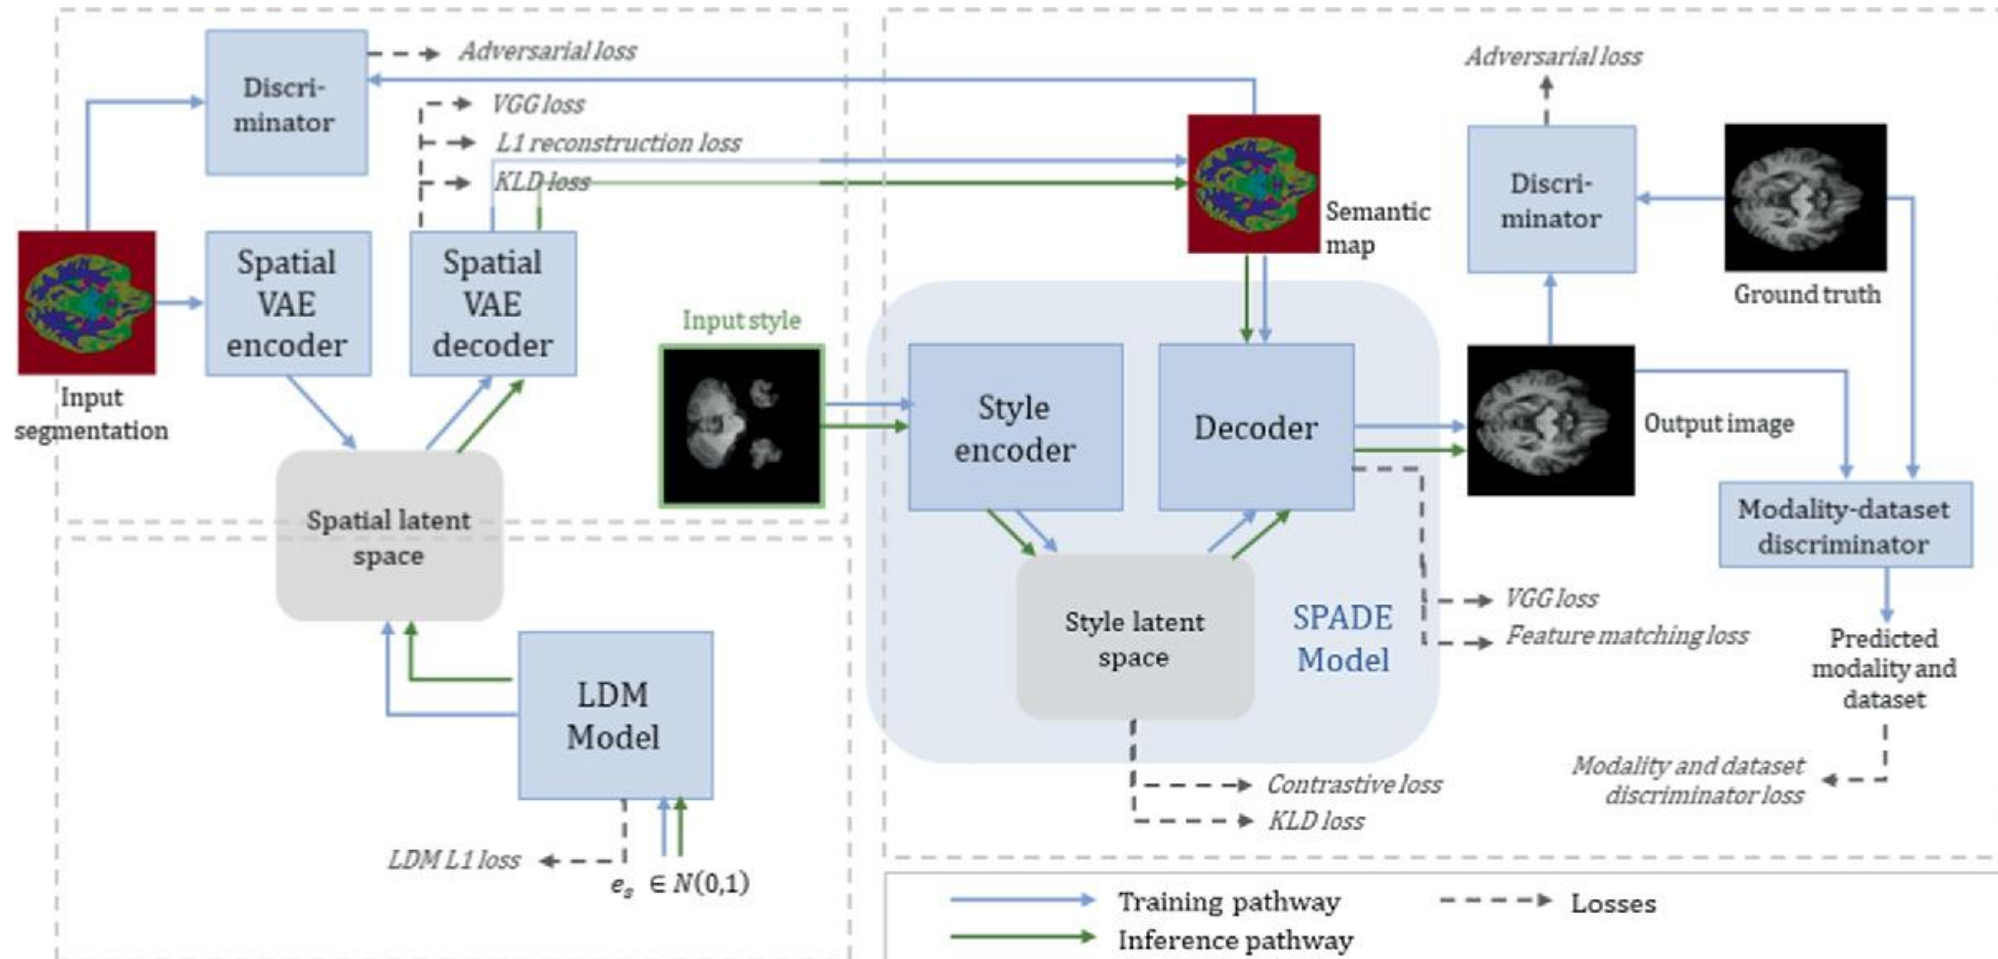 Discri-
minator
Adversarial loss
VGG loss
L1 reconstruction loss
KLD loss
Spatial
VAE
encoder
Spatial
VAE
decoder
Input
segmentation
Spatial latent
space
LDM
Model
LDM L1 loss
eₛ ∈ N(0,1)
Input style
Semantic
map
Style
encoder
Decoder
Style latent
space
SPADE
Model
Contrastive loss
KLD loss
VGG loss
Feature matching loss
Adversarial loss
Discri-
minator
Ground truth
Output image
Modality-dataset
discriminator
Predicted
modality and
dataset
Modality and dataset
discriminator loss
Training pathway
Losses
Inference pathway